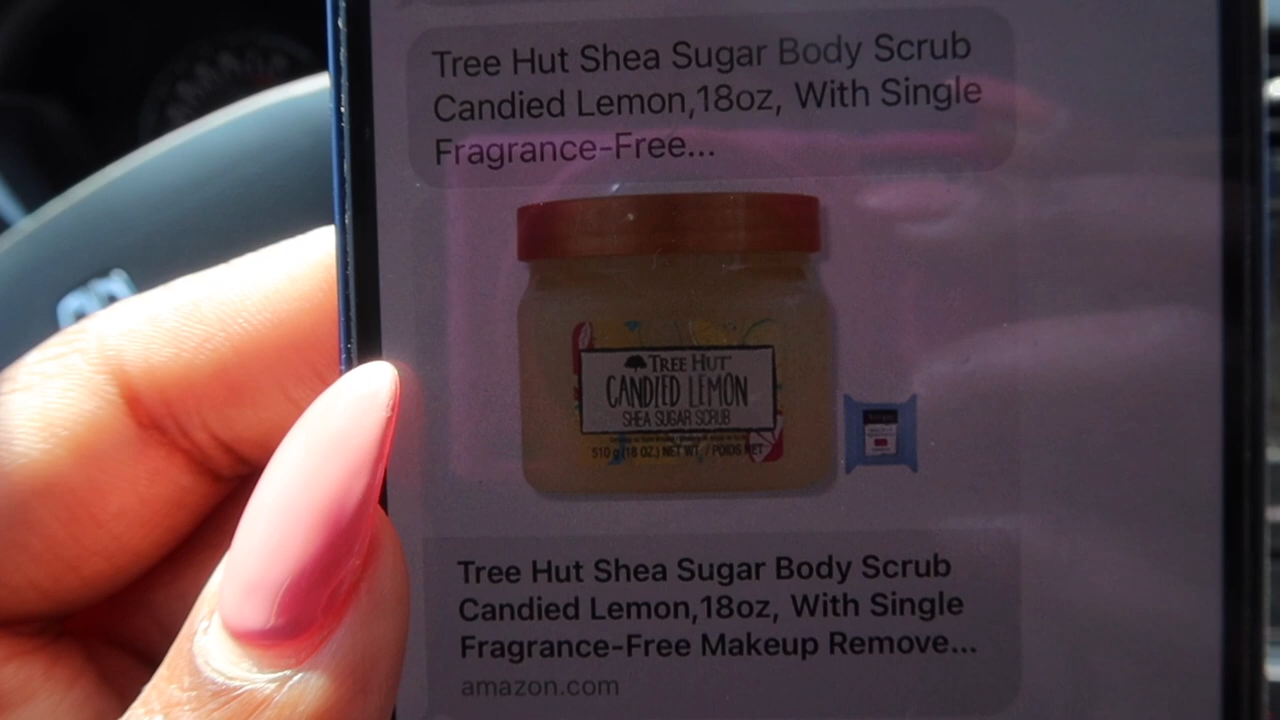 Tree Hut Shea Sugar Body Scrub
Candied Lemon,18oz, With Single
Fragrance-Free...
TREE HUT
CANDIED LEMON
SHEA SUGAR SCRUB
510 g (18 OZ.) NET WT. / POIDS NET
Tree Hut Shea Sugar Body Scrub
Candied Lemon,18oz, With Single
Fragrance-Free Makeup Remove...
amazon.com